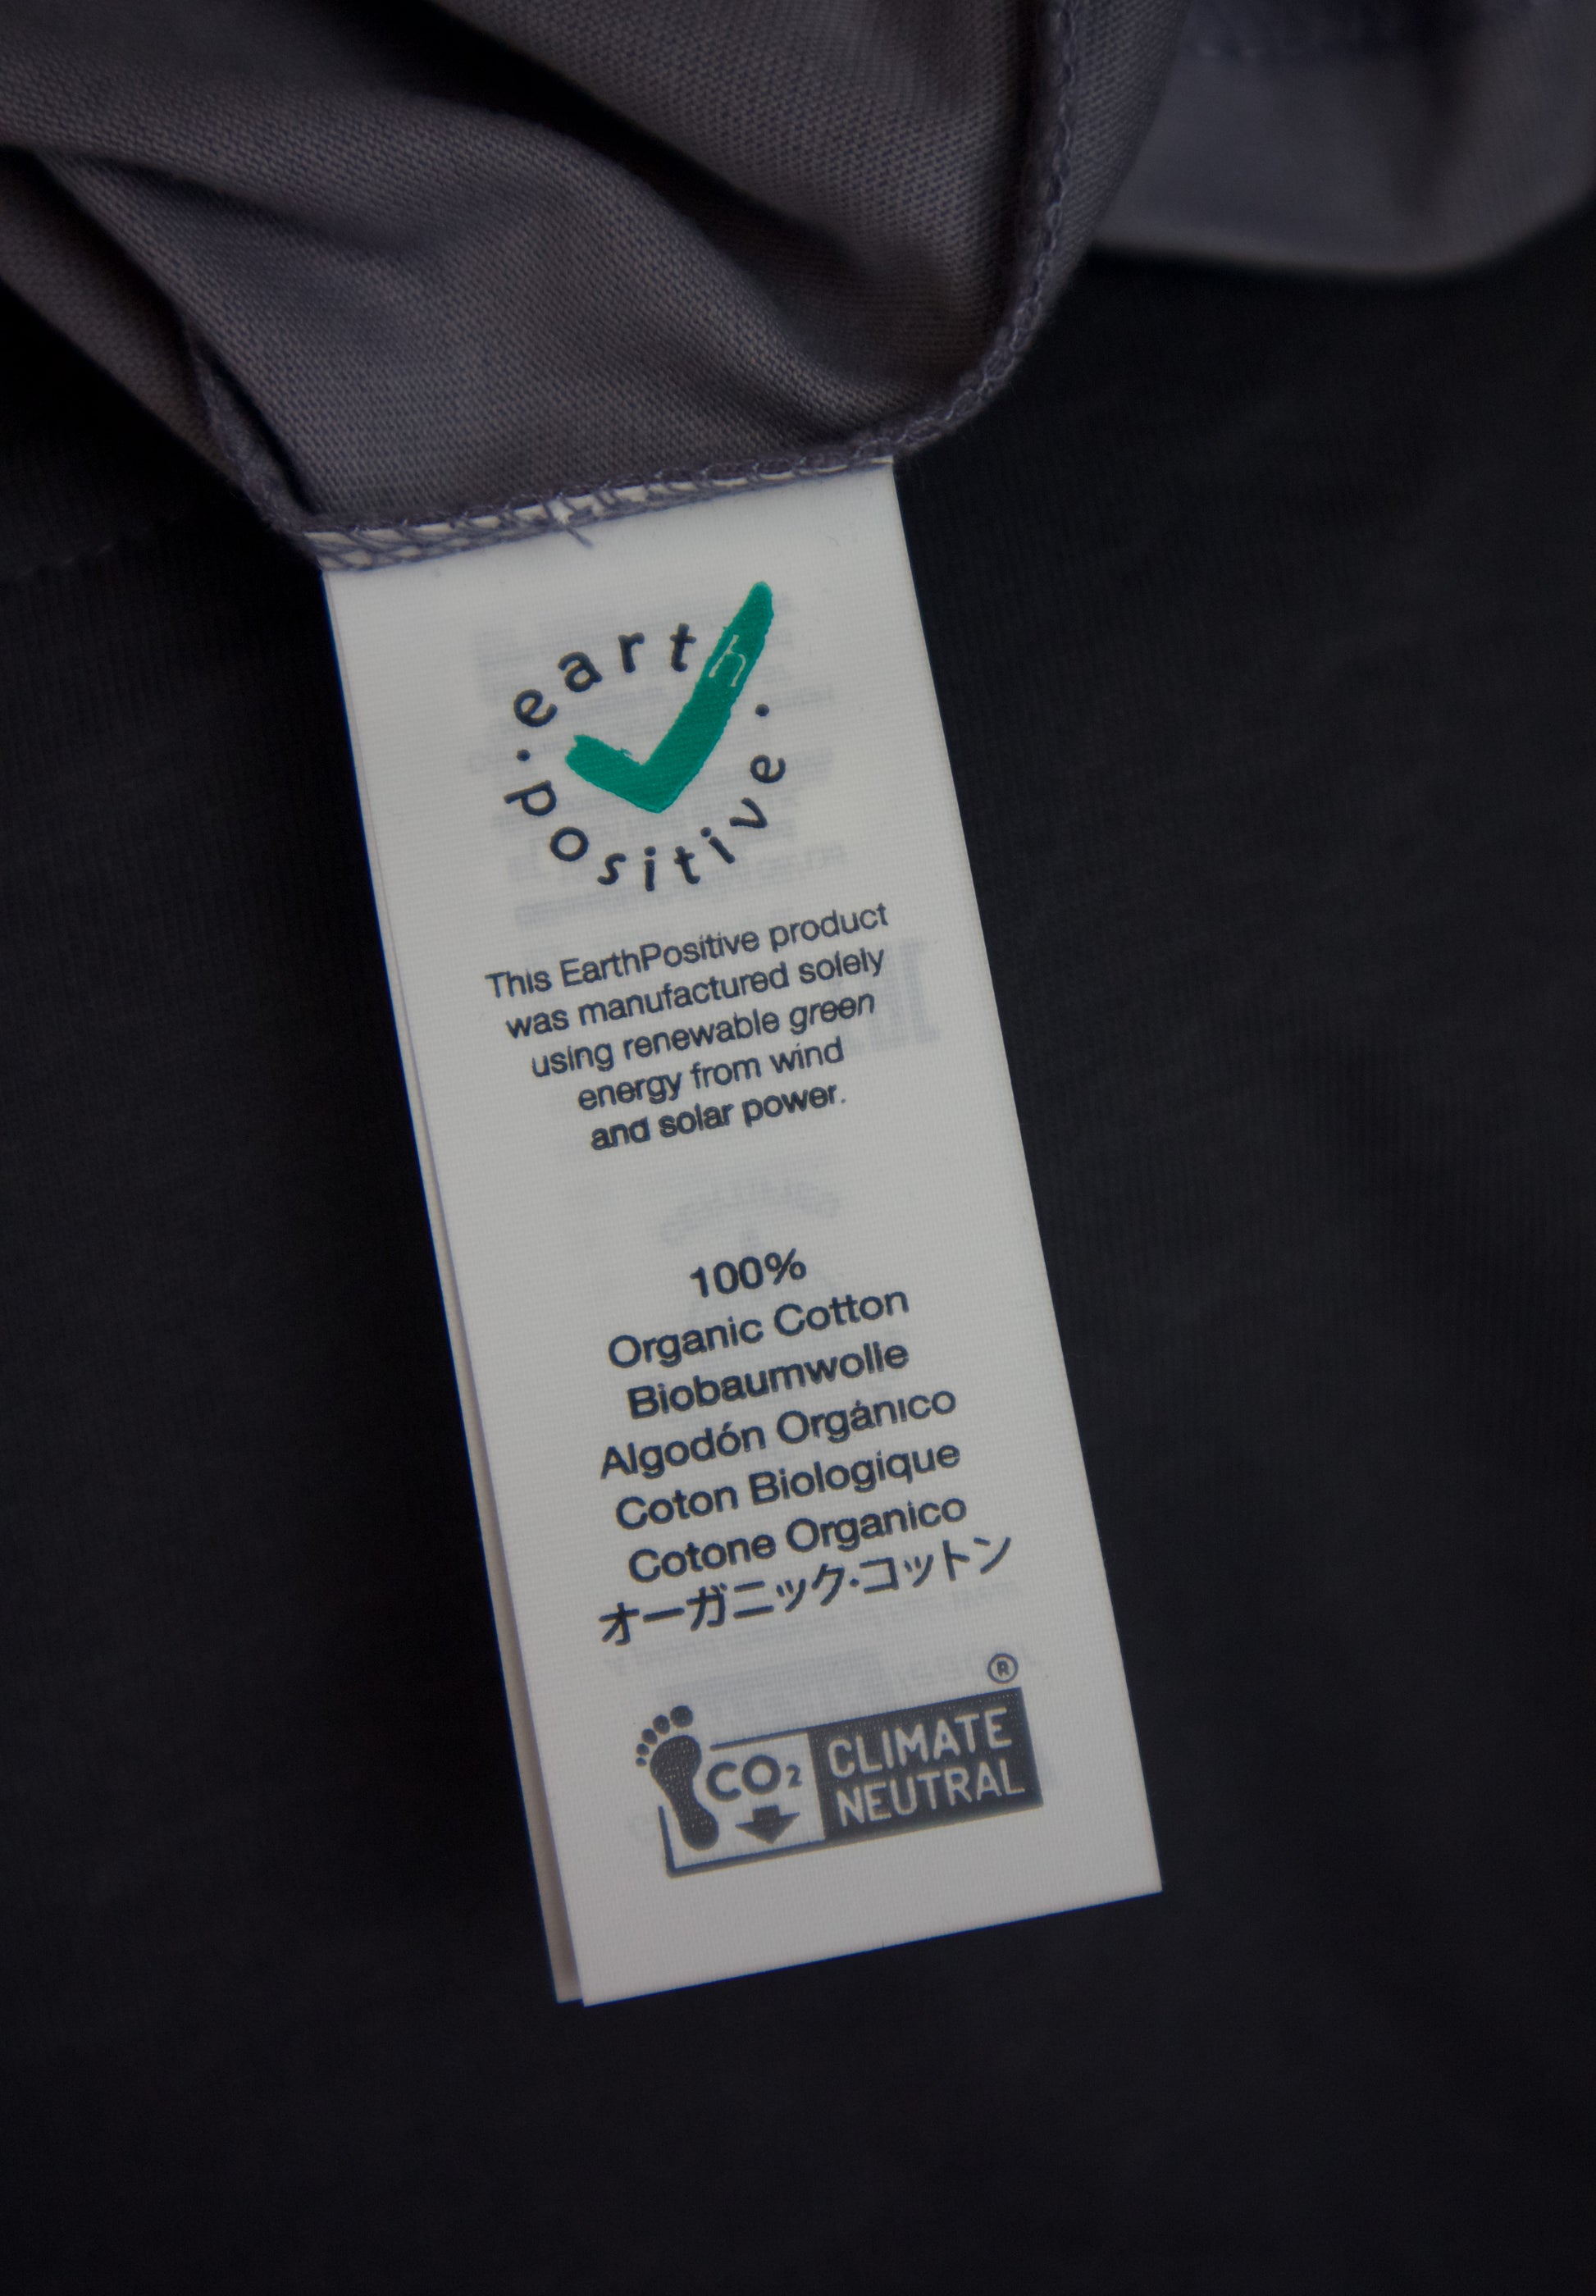 earth
positive
This EarthPositive product
was manufactured solely
using renewable green
energy from wind
and solar power.
100%
Organic Cotton
Biobaumwolle
Algodón Orgánico
Coton Biologique
Cotone Organico
オーガニック·コットン
®
CO₂ CLIMATE
NEUTRAL